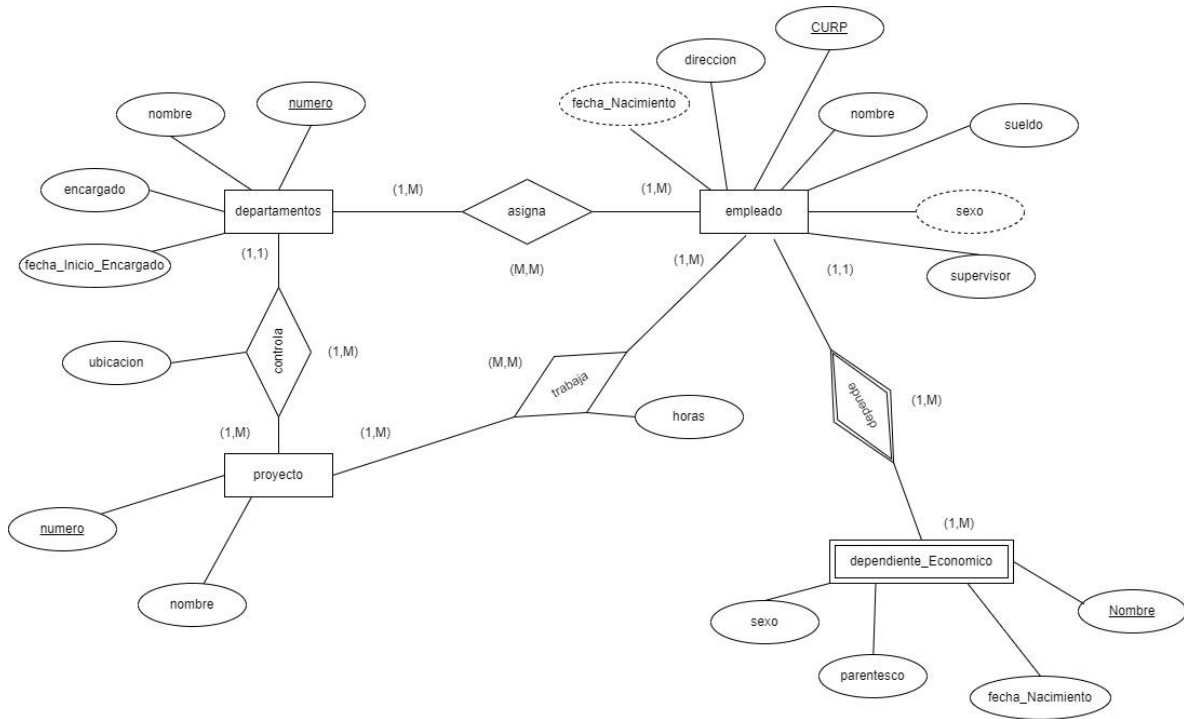 CURP
direccion
fecha_Nacimiento
numero
nombre
nombre
sueldo
encargado
(1,M)
(1,M)
departamentos
asigna
empleado
sexo
fecha_Inicio_Encargado
(1,1)
(M,M)
(1,M)
(1,1)
supervisor
controla
ubicacion
(1,M)
(M,M)
trabaja
horas
depende
(1,M)
(1,M)
(1,M)
proyecto
numero
(1,M)
dependiente_Economico
nombre
sexo
Nombre
parentesco
fecha_Nacimiento